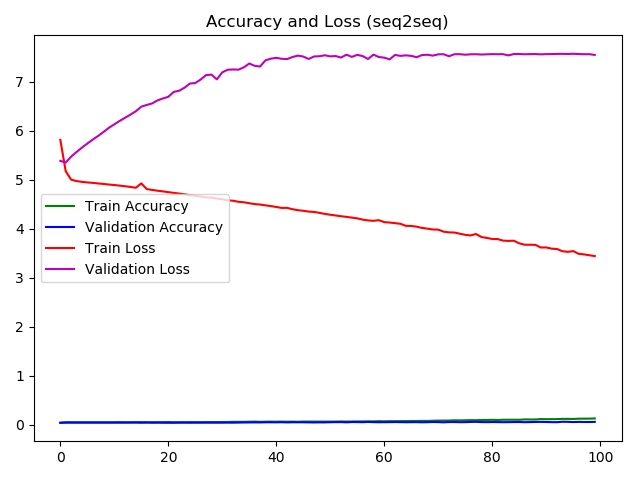 Accuracy and Loss (seq2seq)
7
6
5
4
3
2
1
0
Train Accuracy
Validation Accuracy
Train Loss
Validation Loss
0 20 40 60 80 100